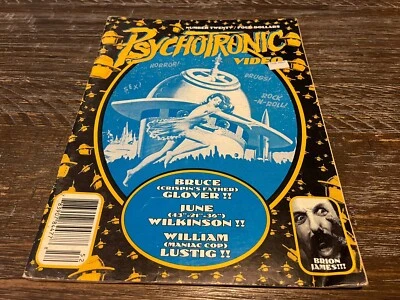 NUMBER TWENTY / FOUR DOLLARS
PSYCHOTRONIC
VIDEO
HORROR!
SEX!
DRUGS!
ROCK
-N-ROLL!
BRUCE
(CRISPIN'S FATHER)
GLOVER !!
JUNE
(43"-21"-36")
WILKINSON !!
WILLIAM
(MANIAC COP)
LUSTIG !!
BRION
JAMES!!!